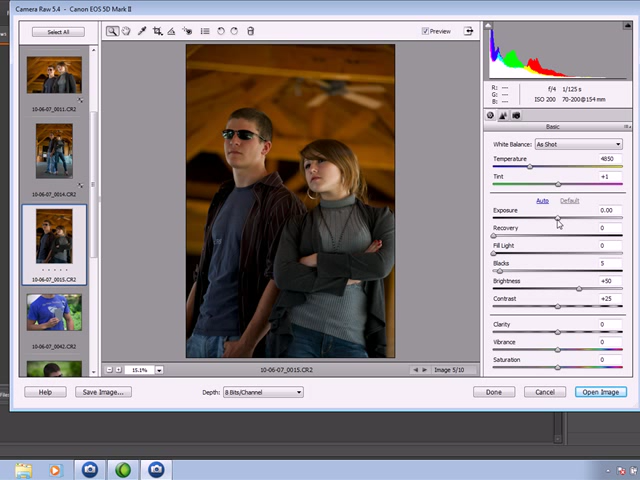 Camera Raw 5.4 - Canon EOS 5D Mark II
Select All
Preview
10-06-07_0011.CR2
10-06-07_0014.CR2
10-06-07_0015.CR2
10-06-07_0042.CR2
R: ---
G: ---
B: ---
f/4 1/125 s
ISO 200 70-200@154 mm
Basic
White Balance: As Shot
Temperature 4850
Tint +1
Auto Default
Exposure 0.00
Recovery 0
Fill Light 0
Blacks 5
Brightness +50
Contrast +25
Clarity 0
Vibrance 0
Saturation 0
15.1%
10-06-07_0015.CR2
Image 5/10
Help
Save Image...
Depth: 8 Bits/Channel
Done
Cancel
Open Image
Files